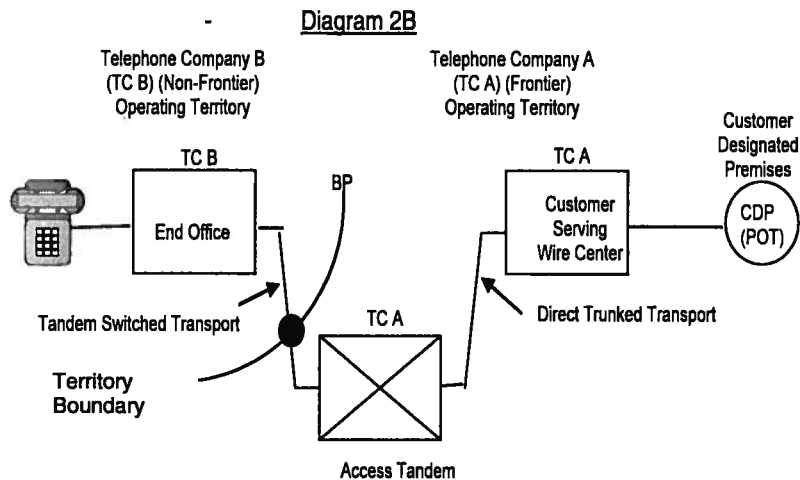 Diagram 2B
Telephone Company B
(TC B) (Non-Frontier)
Operating Territory
Telephone Company A
(TC A) (Frontier)
Operating Territory
Customer
Designated
Premises
TC B
End Office
BP
TC A
Customer
Serving
Wire Center
CDP
(POT)
Tandem Switched Transport
TC A
Direct Trunked Transport
Territory
Boundary
Access Tandem